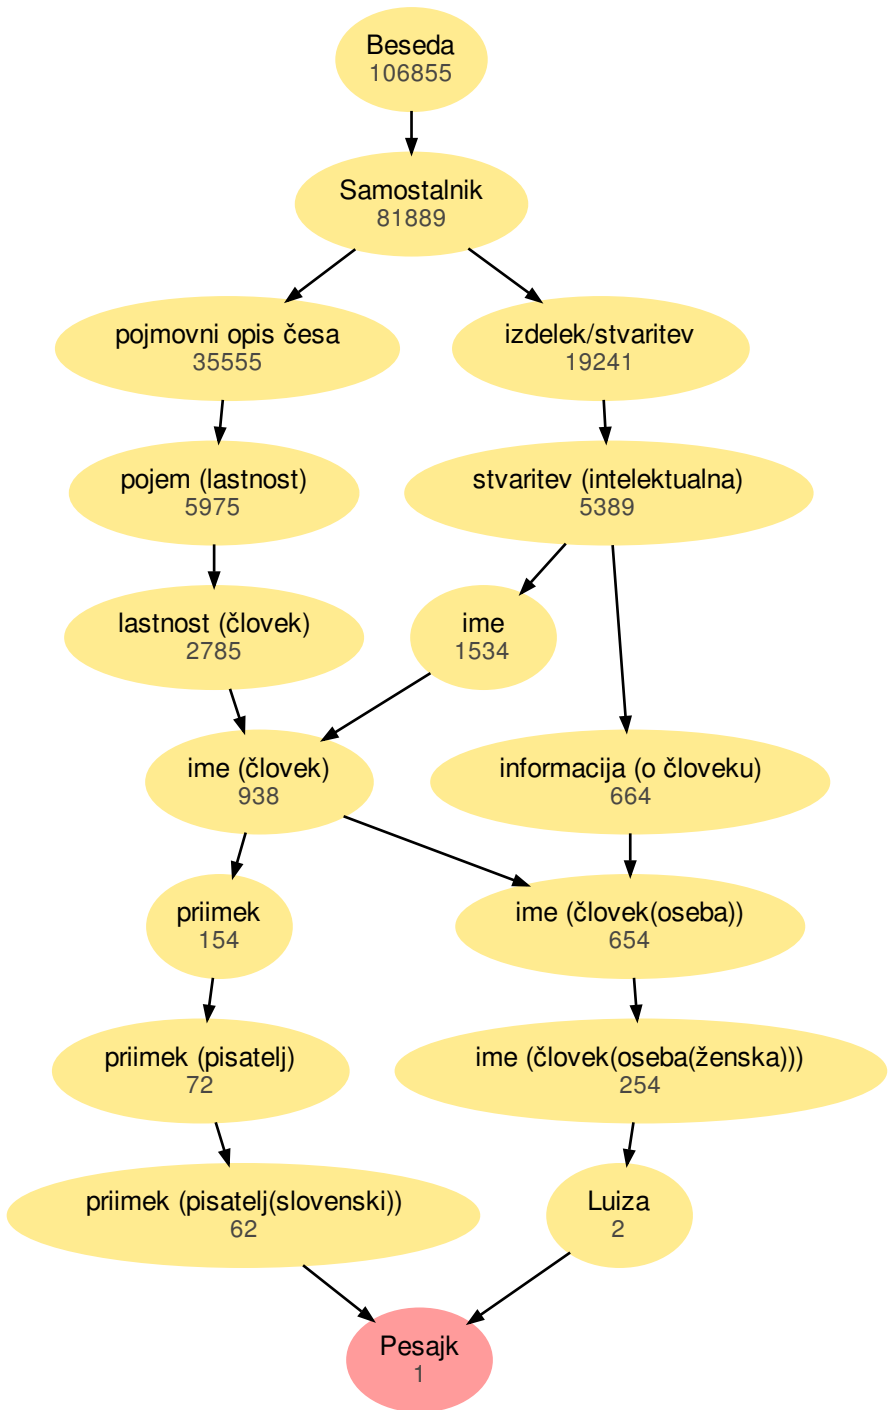 Beseda
106855
Samostalnik
81889
pojmovni opis česa
35555
izdelek/stvaritev
19241
pojem (lastnost)
5975
stvaritev (intelektualna)
5389
lastnost (človek)
2785
ime
1534
ime (človek)
938
informacija (o človeku)
664
priimek
154
ime (človek(oseba))
654
priimek (pisatelj)
72
ime (človek(oseba(ženska)))
254
priimek (pisatelj(slovenski))
62
Luiza
2
Pesajk
1